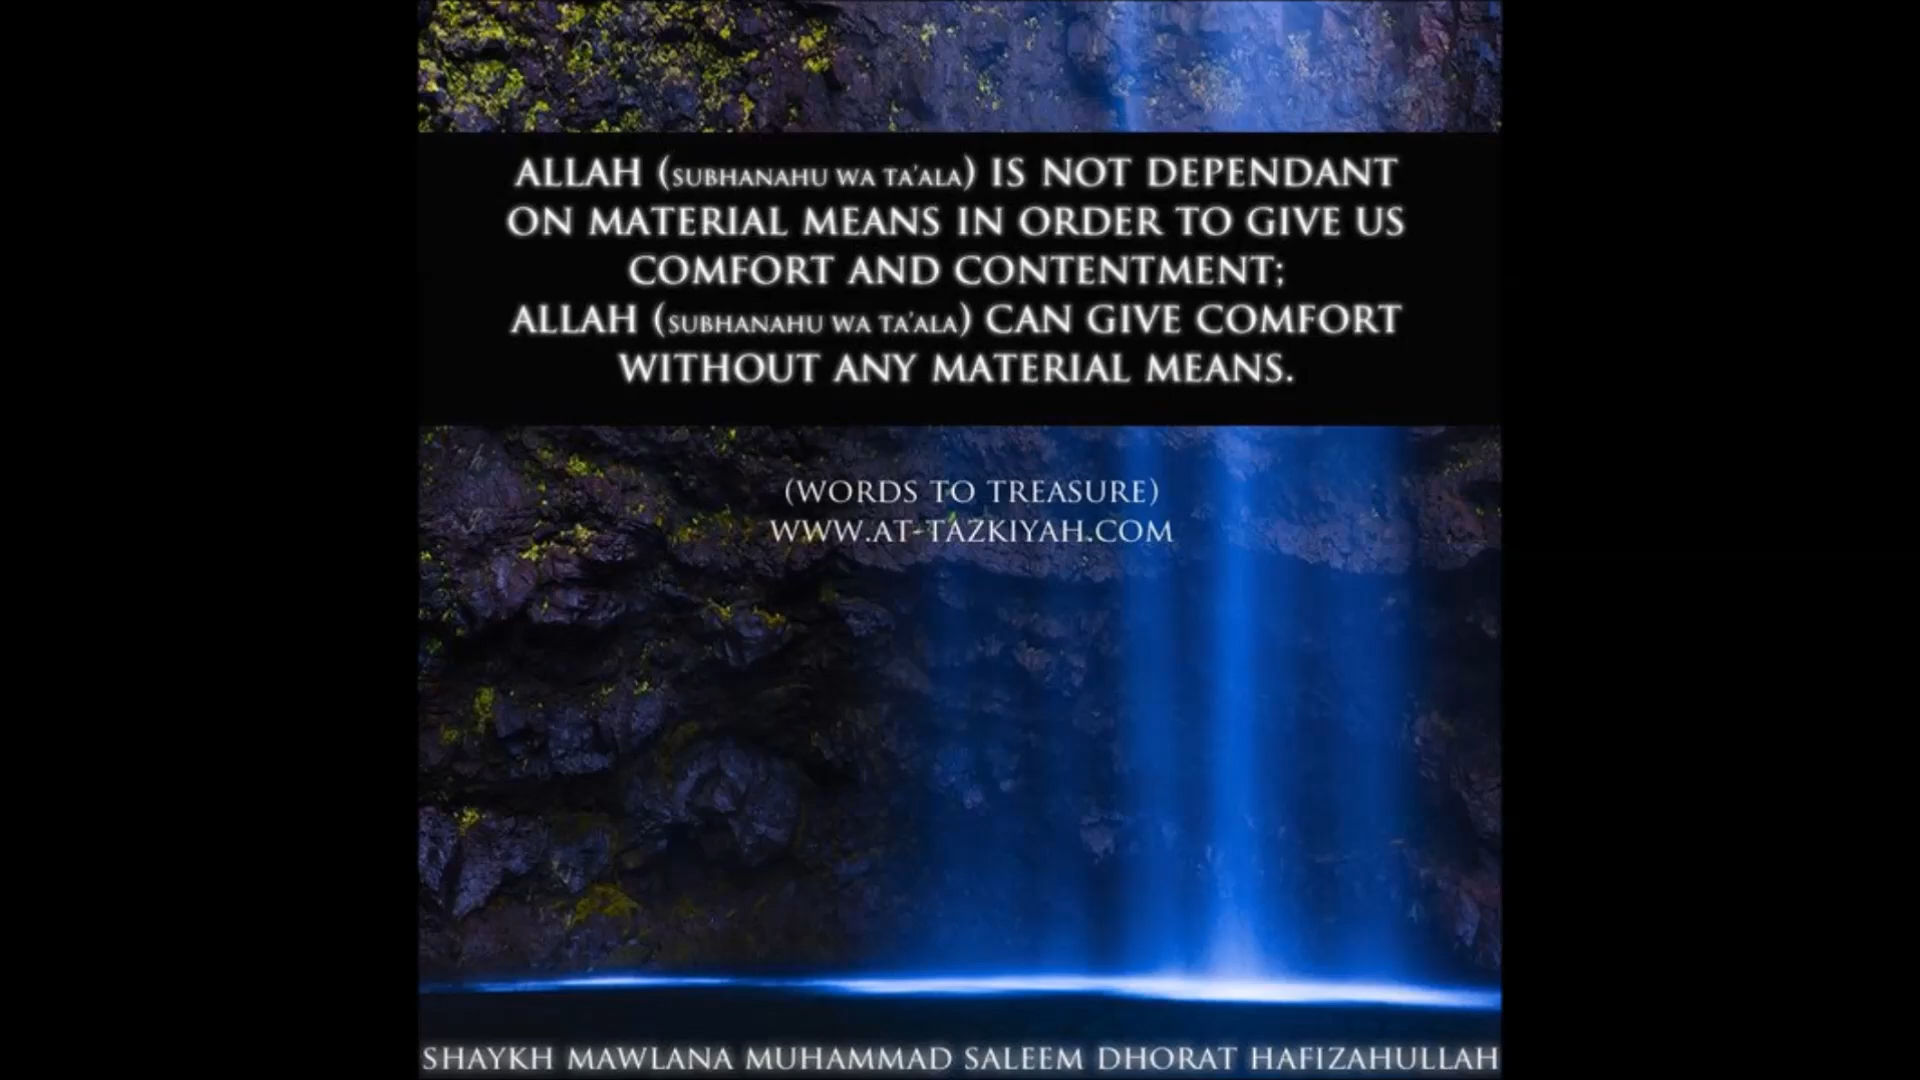 ALLAH (SUBHANAHU WA TA'ALA) IS NOT DEPENDANT
ON MATERIAL MEANS IN ORDER TO GIVE US
COMFORT AND CONTENTMENT;
ALLAH (SUBHANAHU WA TA'ALA) CAN GIVE COMFORT
WITHOUT ANY MATERIAL MEANS.
(WORDS TO TREASURE)
WWW.AT-TAZKIYAH.COM
SHAYKH MAWLANA MUHAMMAD SALEEM DHORAT HAFIZAHULLAH